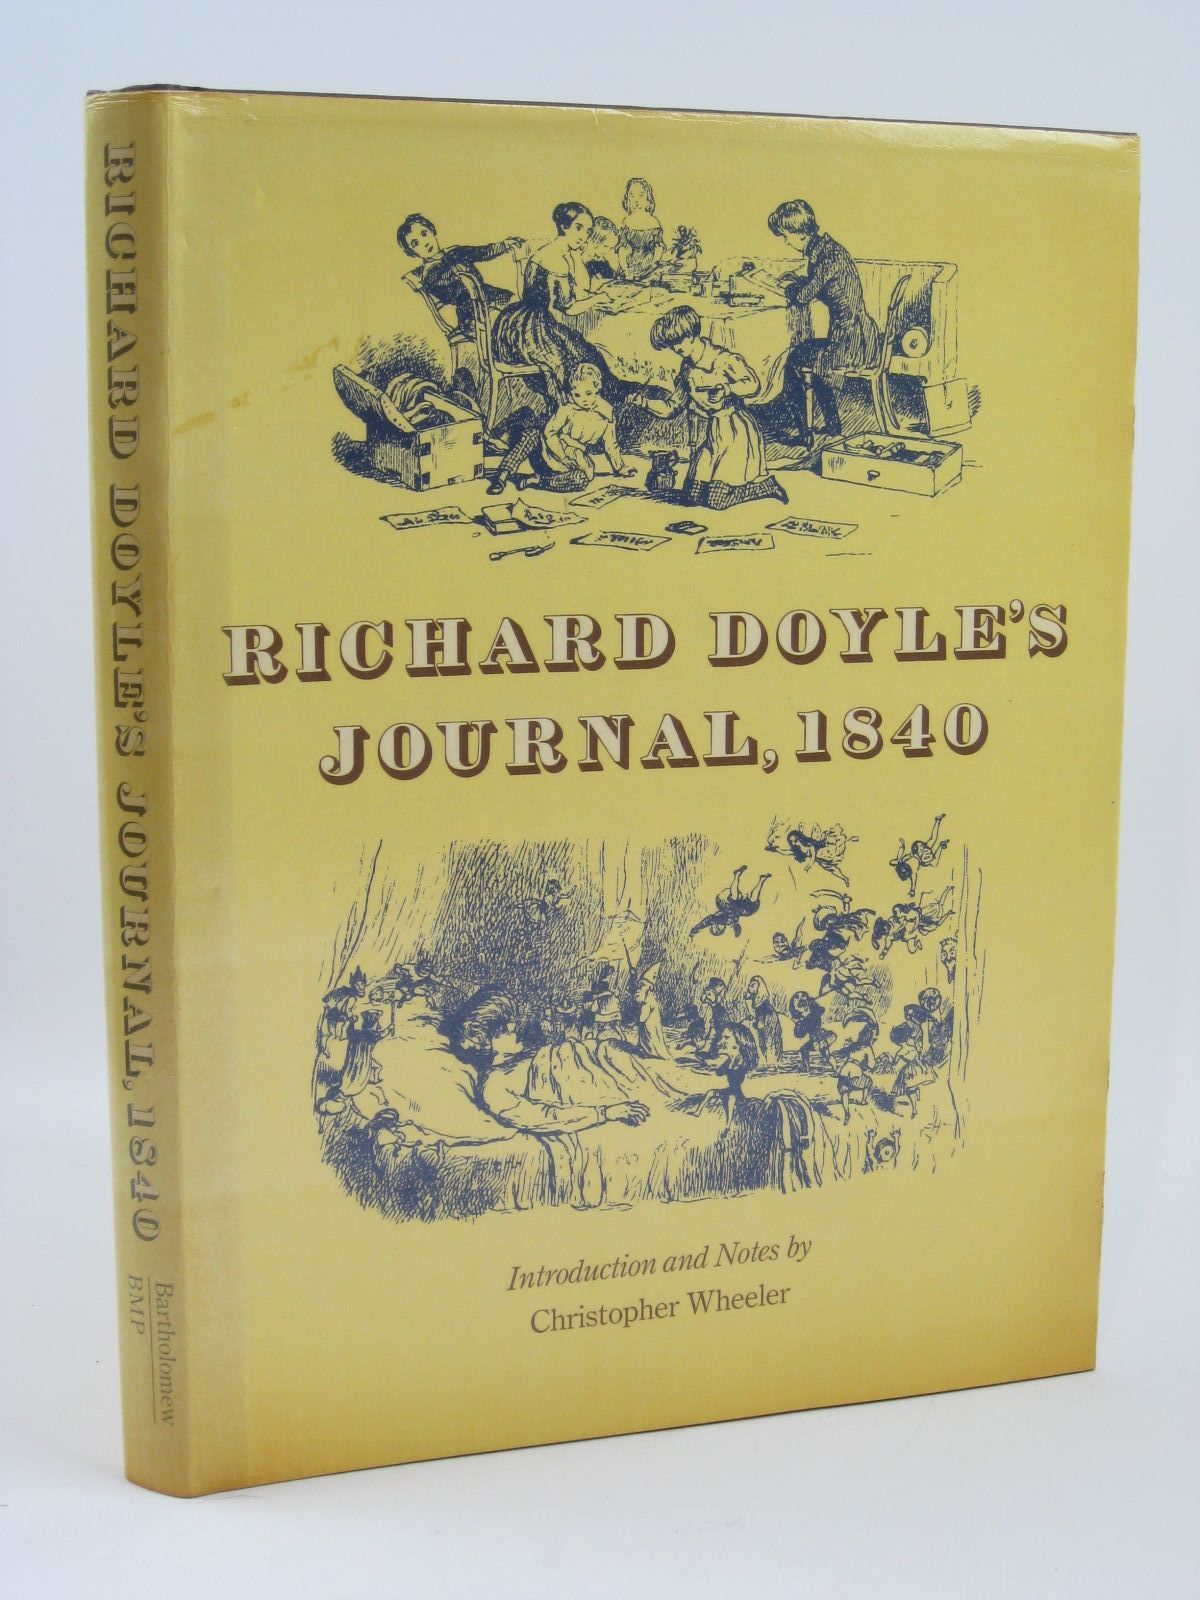 RICHARD DOYLE'S JOURNAL, 1840
Bartholomew
BMP
RICHARD DOYLE'S
JOURNAL, 1840
Introduction and Notes by
Christopher Wheeler